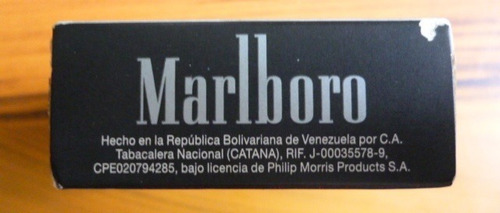 Marlboro
Hecho en la República Bolivariana de Venezuela por C.A.
Tabacalera Nacional (CATANA), RIF. J-00035578-9,
CPE020794285, bajo licencia de Philip Morris Products S.A.